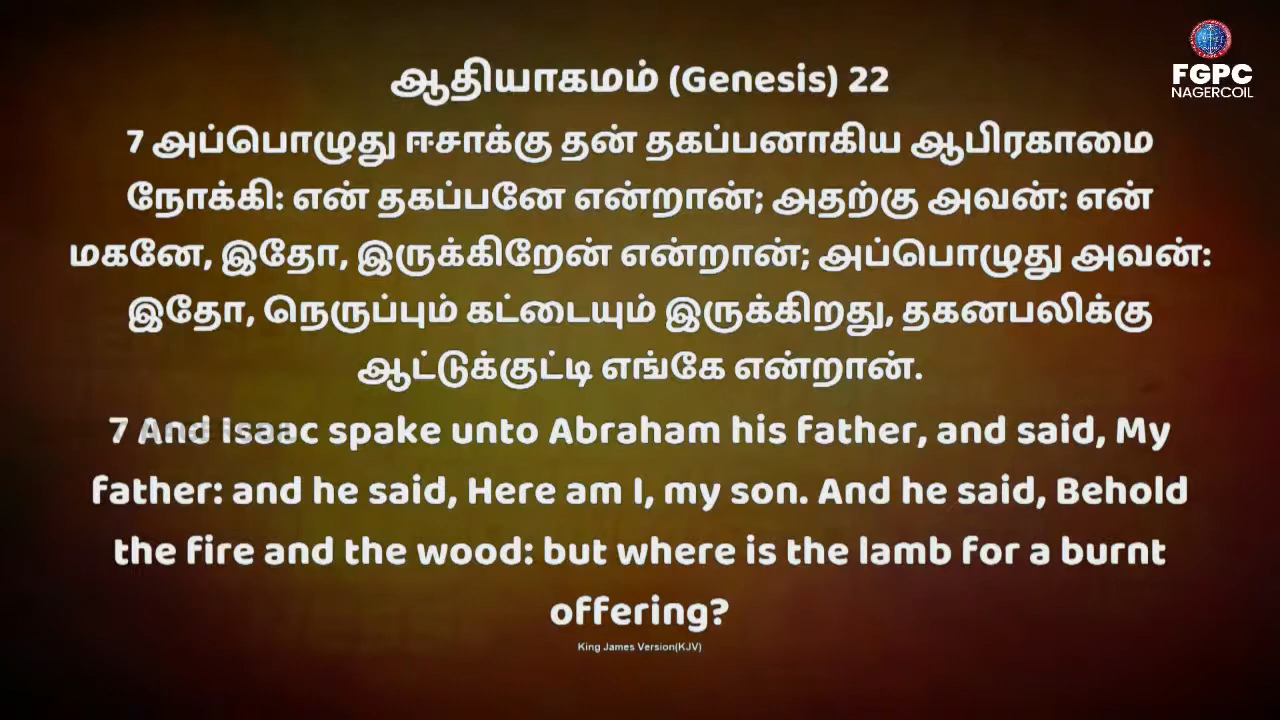 FGPC
NAGERCOIL
ஆதியாகமம் (Genesis) 22
7 அப்பொழுது ஈசாக்கு தன் தகப்பனாகிய ஆபிரகாமை
நோக்கி: என் தகப்பனே என்றான்; அதற்கு அவன்: என்
மகனே, இதோ, இருக்கிறேன் என்றான்; அப்பொழுது அவன்:
இதோ, நெருப்பும் கட்டையும் இருக்கிறது, தகனபலிக்கு
ஆட்டுக்குட்டி எங்கே என்றான்.
7 And Isaac spake unto Abraham his father, and said, My
father: and he said, Here am I, my son. And he said, Behold
the fire and the wood: but where is the lamb for a burnt
offering?
King James Version(KJV)